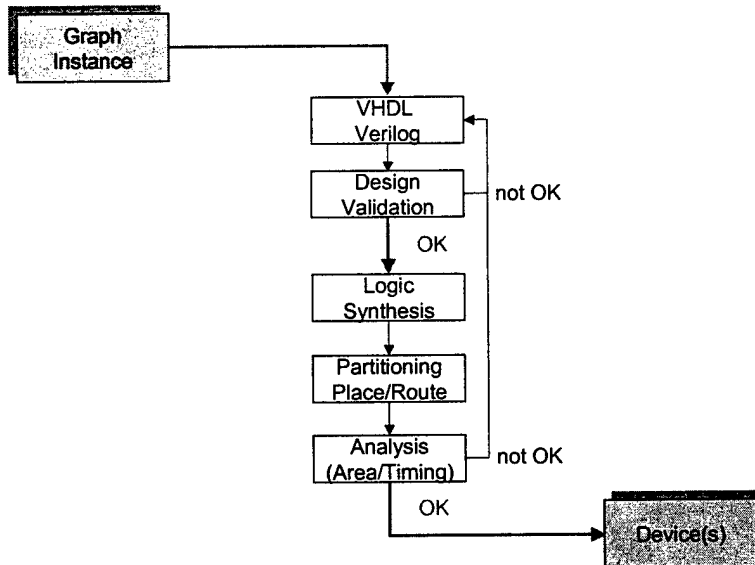 Graph
Instance
VHDL
Verilog
Design
Validation
not OK
OK
Logic
Synthesis
Partitioning
Place/Route
Analysis
(Area/Timing)
not OK
OK
Device(s)